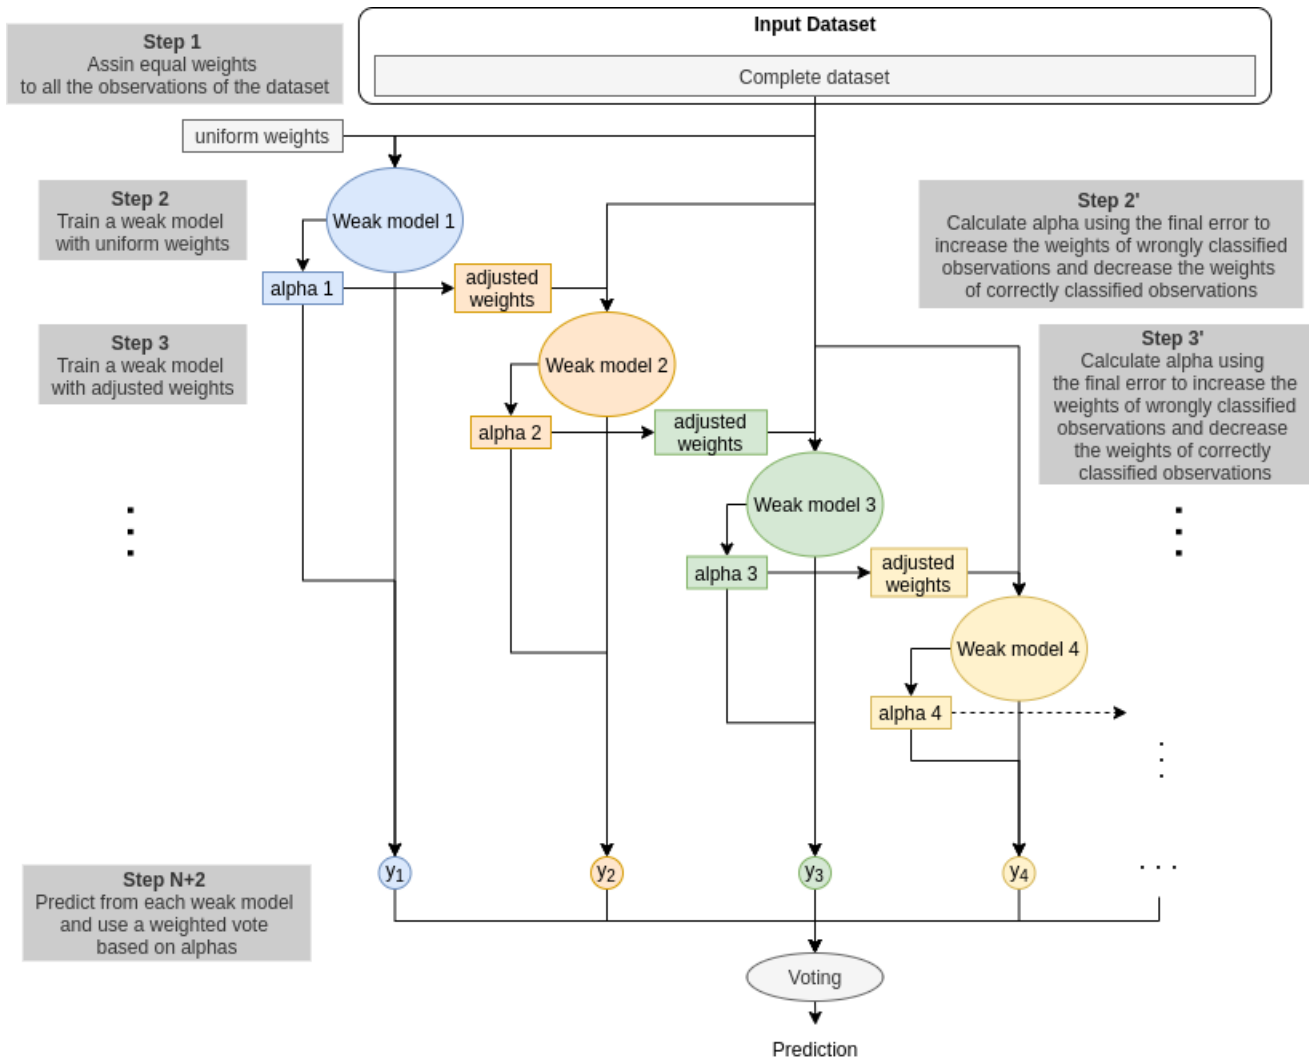 Input Dataset
Complete dataset
Step 1
Assin equal weights
to all the observations of the dataset
uniform weights
Step 2
Train a weak model
with uniform weights
Weak model 1
Step 2'
Calculate alpha using the final error to
increase the weights of wrongly classified
observations and decrease the weights
of correctly classified observations
alpha 1
adjusted
weights
Step 3
Train a weak model
with adjusted weights
Weak model 2
Step 3'
Calculate alpha using
the final error to increase the
weights of wrongly classified
observations and decrease
the weights of correctly
classified observations
alpha 2
adjusted
weights
Weak model 3
alpha 3
adjusted
weights
Weak model 4
alpha 4
y1
y2
y3
y4
. . .
Step N+2
Predict from each weak model
and use a weighted vote
based on alphas
Voting
Prediction